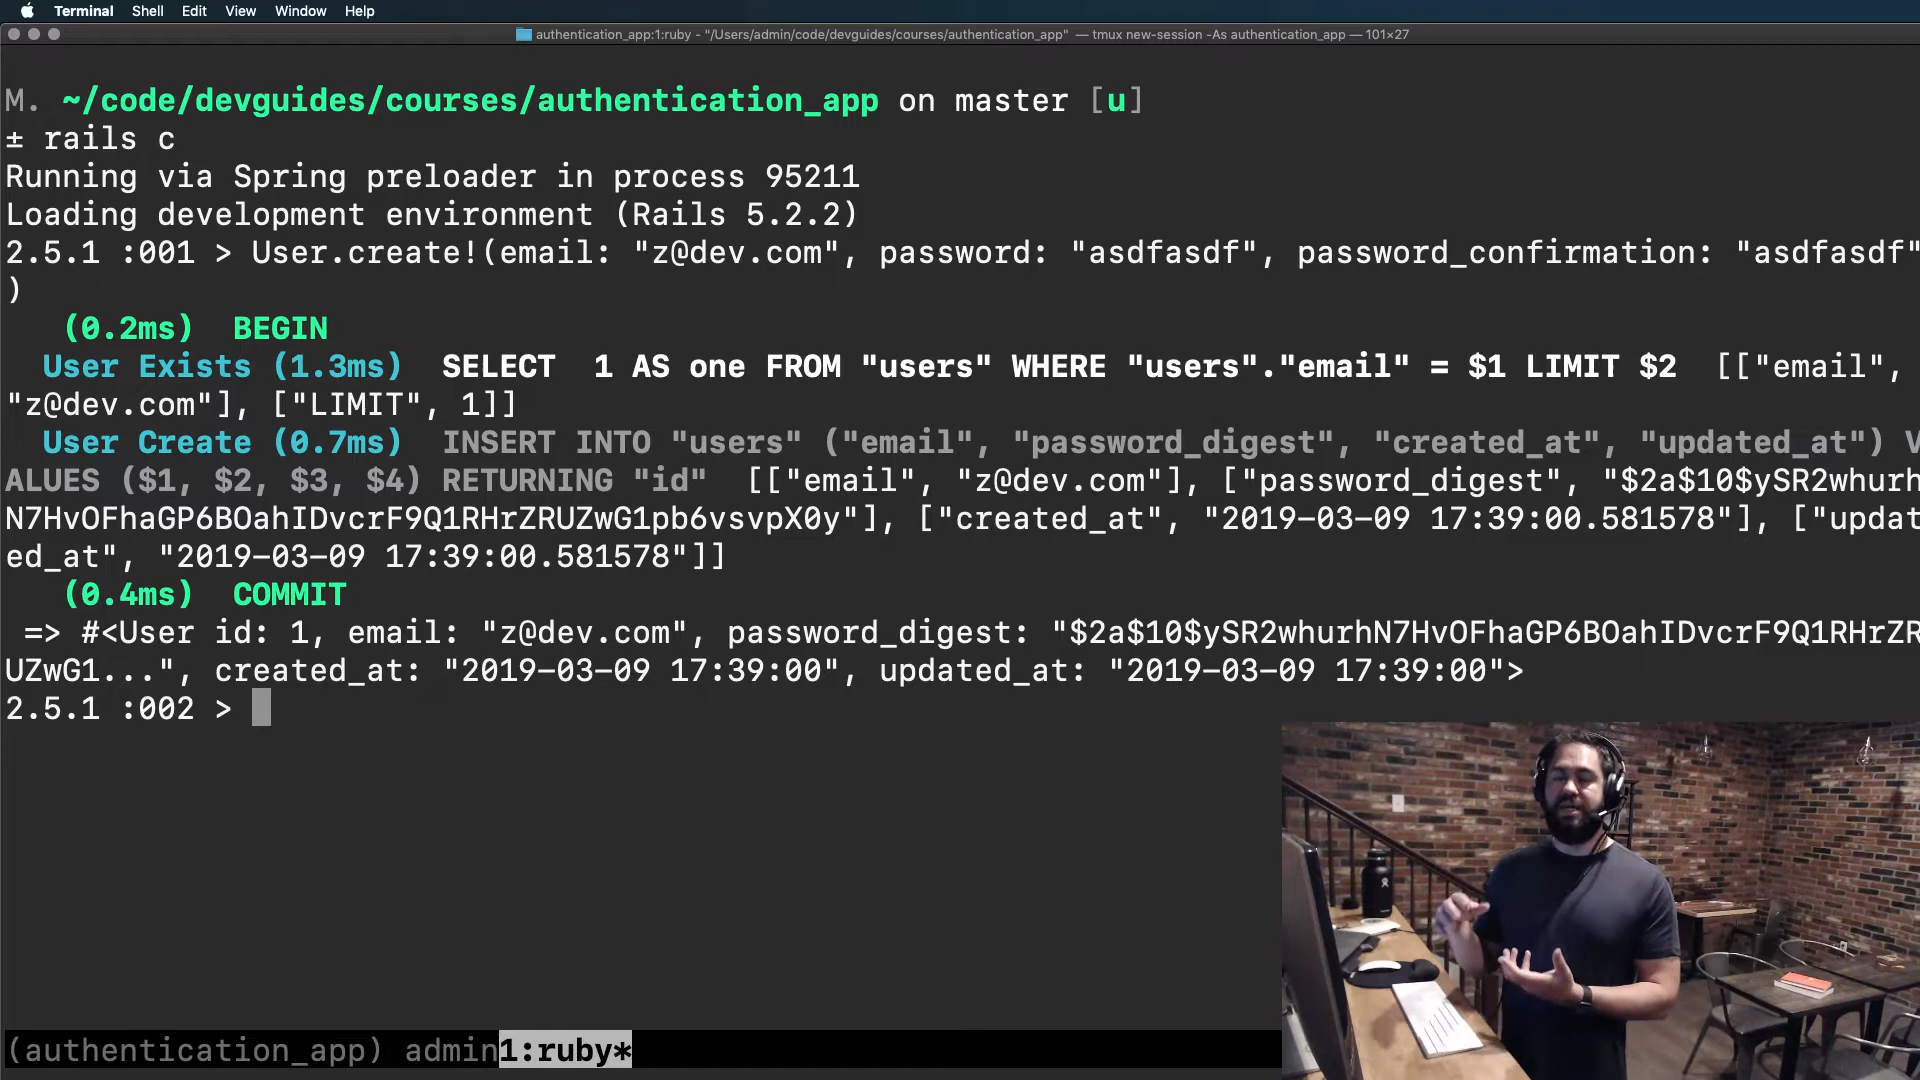 Terminal Shell Edit View Window Help
authentication_app:1:ruby - "/Users/admin/code/devguides/courses/authentication_app" — tmux new-session -As authentication_app — 101×27
M. ~/code/devguides/courses/authentication_app on master [u]
± rails c
Running via Spring preloader in process 95211
Loading development environment (Rails 5.2.2)
2.5.1 :001 > User.create!(email: "z@dev.com", password: "asdfasdf", password_confirmation: "asdfasdf"
)
(0.2ms) BEGIN
User Exists (1.3ms) SELECT 1 AS one FROM "users" WHERE "users"."email" = $1 LIMIT $2 [["email",
"z@dev.com"], ["LIMIT", 1]]
User Create (0.7ms) INSERT INTO "users" ("email", "password_digest", "created_at", "updated_at") V
ALUES ($1, $2, $3, $4) RETURNING "id" [["email", "z@dev.com"], ["password_digest", "$2a$10$ySR2whurh
N7HvOFhaGP6BOahIDvcrF9Q1RHrZRUZwG1pb6vsvpX0y"], ["created_at", "2019-03-09 17:39:00.581578"], ["updat
ed_at", "2019-03-09 17:39:00.581578"]]
(0.4ms) COMMIT
=> #<User id: 1, email: "z@dev.com", password_digest: "$2a$10$ySR2whurhN7HvOFhaGP6BOahIDvcrF9Q1RHrZR
UZwG1...", created_at: "2019-03-09 17:39:00", updated_at: "2019-03-09 17:39:00">
2.5.1 :002 >
(authentication_app) admin1:ruby*